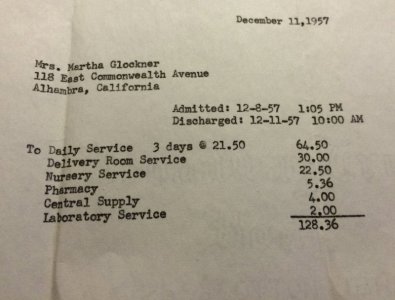 December 11,1957
Mrs. Martha Glockner
118 East Commonwealth Avenue
Alhambra, California
Admitted: 12-8-57 1:05 PM
Discharged: 12-11-57 10:00 AM
To Daily Service 3 days @ 21.50 64.50
Delivery Room Service 30.00
Nursery Service 22.50
Pharmacy 5.36
Central Supply 4.00
Laboratory Service 2.00
128.36